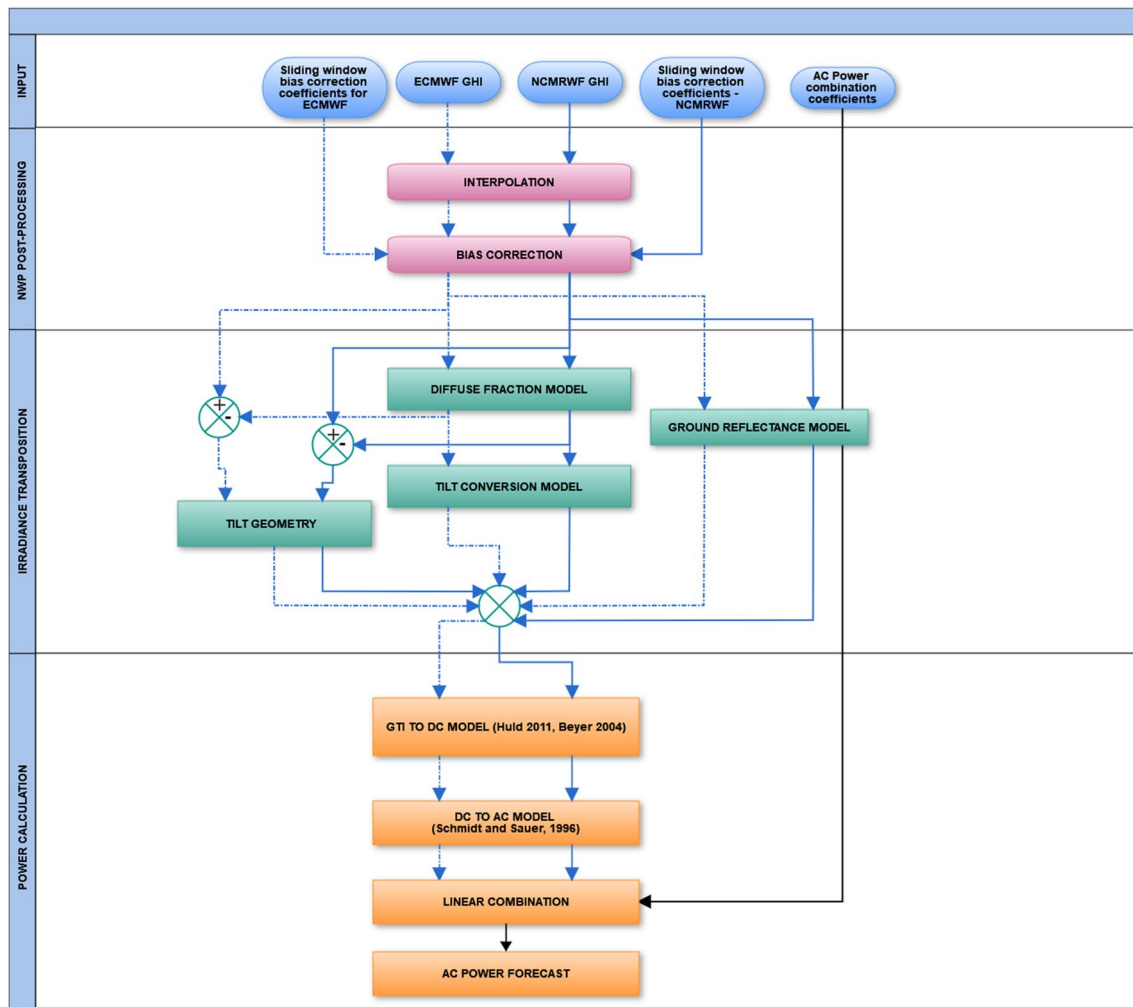 INPUT
Sliding window
bias correction
coefficients for
ECMWF
ECMWF GHI
NCMRWF GHI
Sliding window
bias correction
coefficients -
NCMRWF
AC Power
combination
coefficients
NWP POST-PROCESSING
INTERPOLATION
BIAS CORRECTION
IRRADIANCE TRANSPOSITION
DIFFUSE FRACTION MODEL
+
-
+
-
GROUND REFLECTANCE MODEL
TILT CONVERSION MODEL
TILT GEOMETRY
POWER CALCULATION
GTI TO DC MODEL (Huld 2011, Beyer 2004)
DC TO AC MODEL
(Schmidt and Sauer, 1996)
LINEAR COMBINATION
AC POWER FORECAST